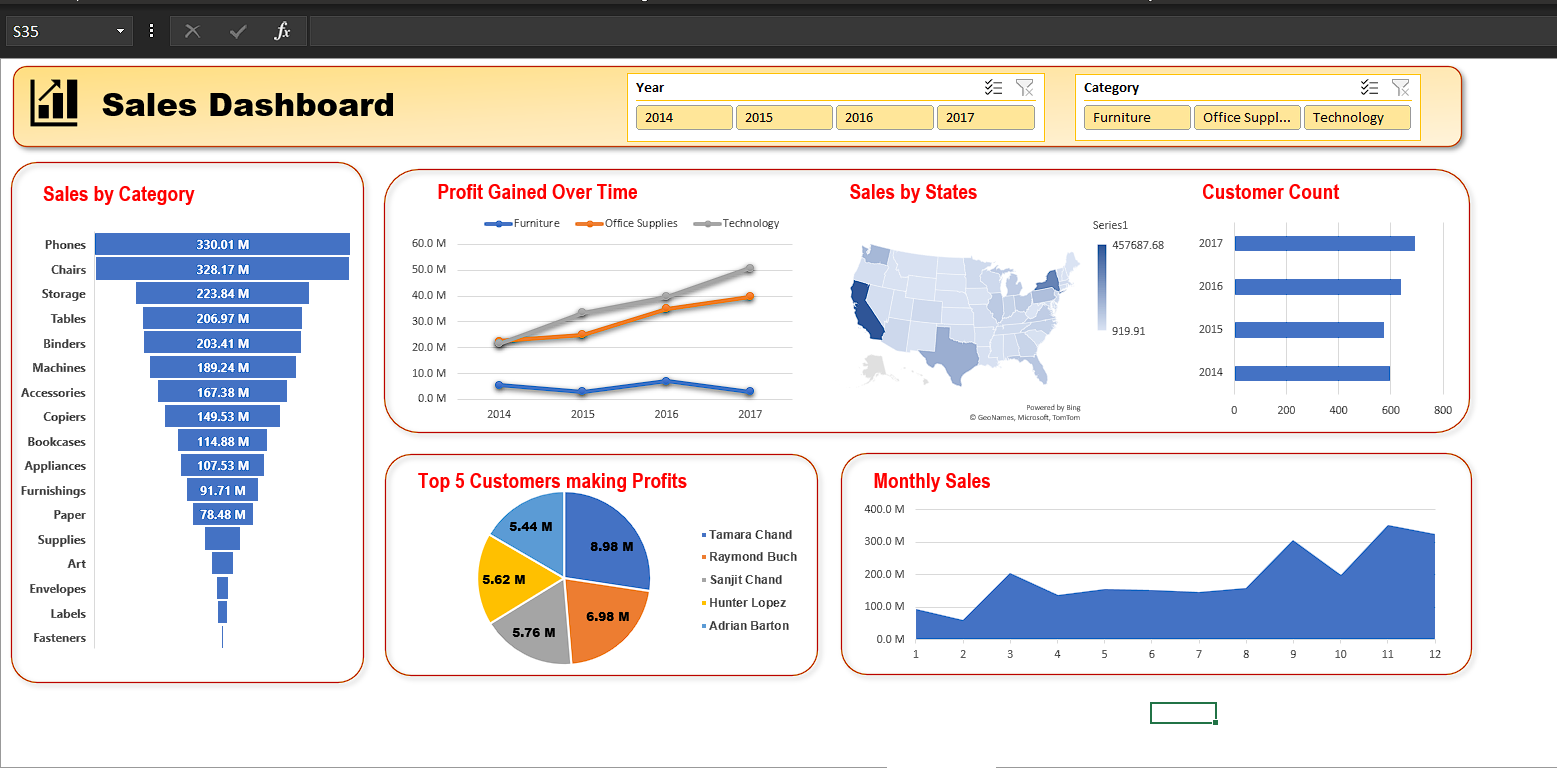 S35
fx
Sales Dashboard
Year
2014 2015 2016 2017
Category
Furniture Office Suppl... Technology
Sales by Category
Phones 330.01 M
Chairs 328.17 M
Storage 223.84 M
Tables 206.97 M
Binders 203.41 M
Machines 189.24 M
Accessories 167.38 M
Copiers 149.53 M
Bookcases 114.88 M
Appliances 107.53 M
Furnishings 91.71 M
Paper 78.48 M
Supplies
Art
Envelopes
Labels
Fasteners
Profit Gained Over Time
Furniture Office Supplies Technology
60.0 M
50.0 M
40.0 M
30.0 M
20.0 M
10.0 M
0.0 M
2014 2015 2016 2017
Sales by States
Series1
457687.68
919.91
Powered by Bing
© GeoNames, Microsoft, TomTom
Customer Count
2017
2016
2015
2014
0 200 400 600 800
Top 5 Customers making Profits
5.44 M
8.98 M
5.62 M
6.98 M
5.76 M
Tamara Chand
Raymond Buch
Sanjit Chand
Hunter Lopez
Adrian Barton
Monthly Sales
400.0 M
300.0 M
200.0 M
100.0 M
0.0 M
1 2 3 4 5 6 7 8 9 10 11 12